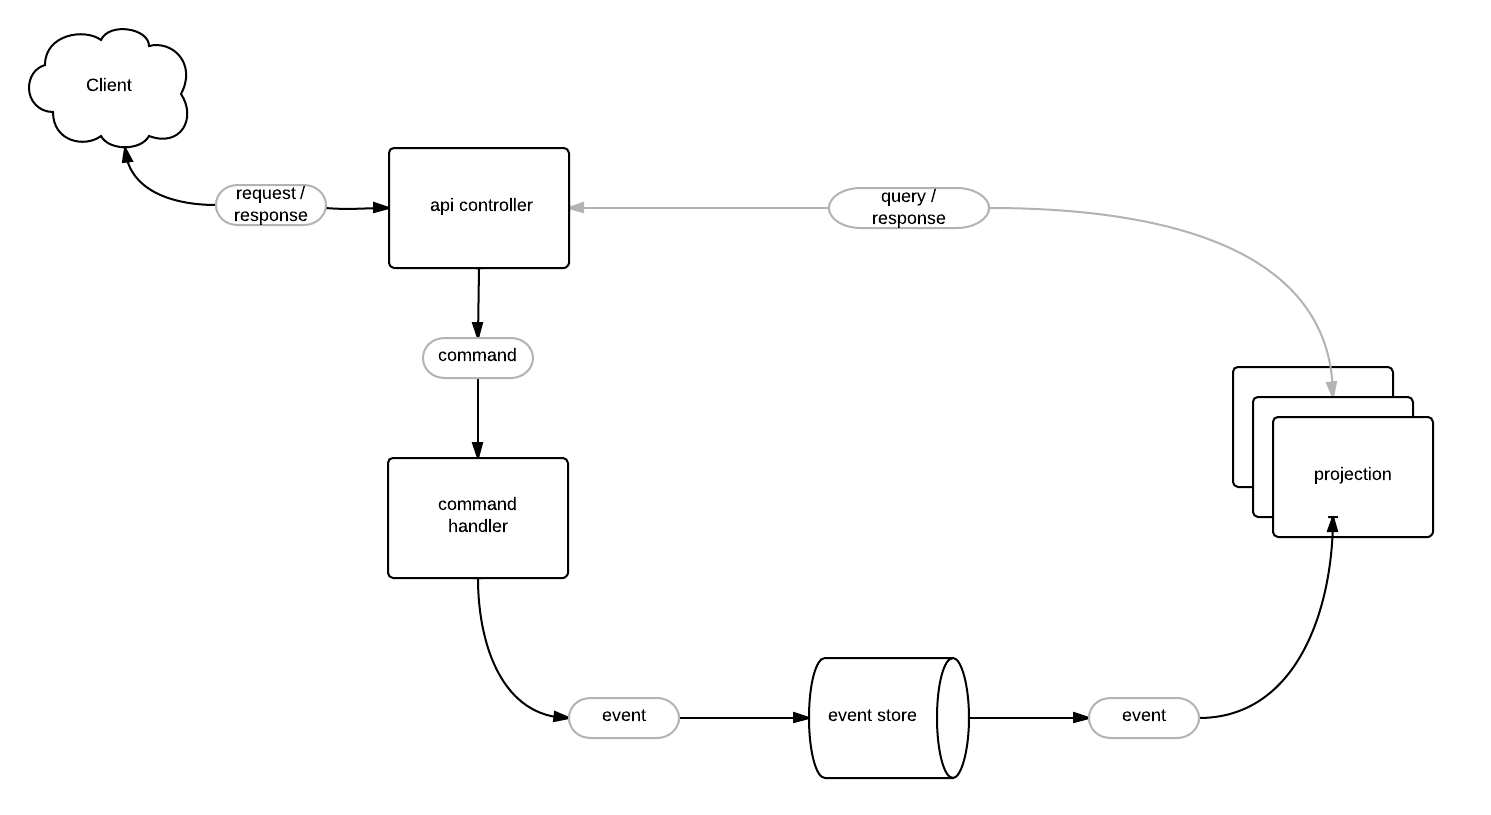 Client
request /
response
api controller
query /
response
command
command
handler
projection
event
event store
event